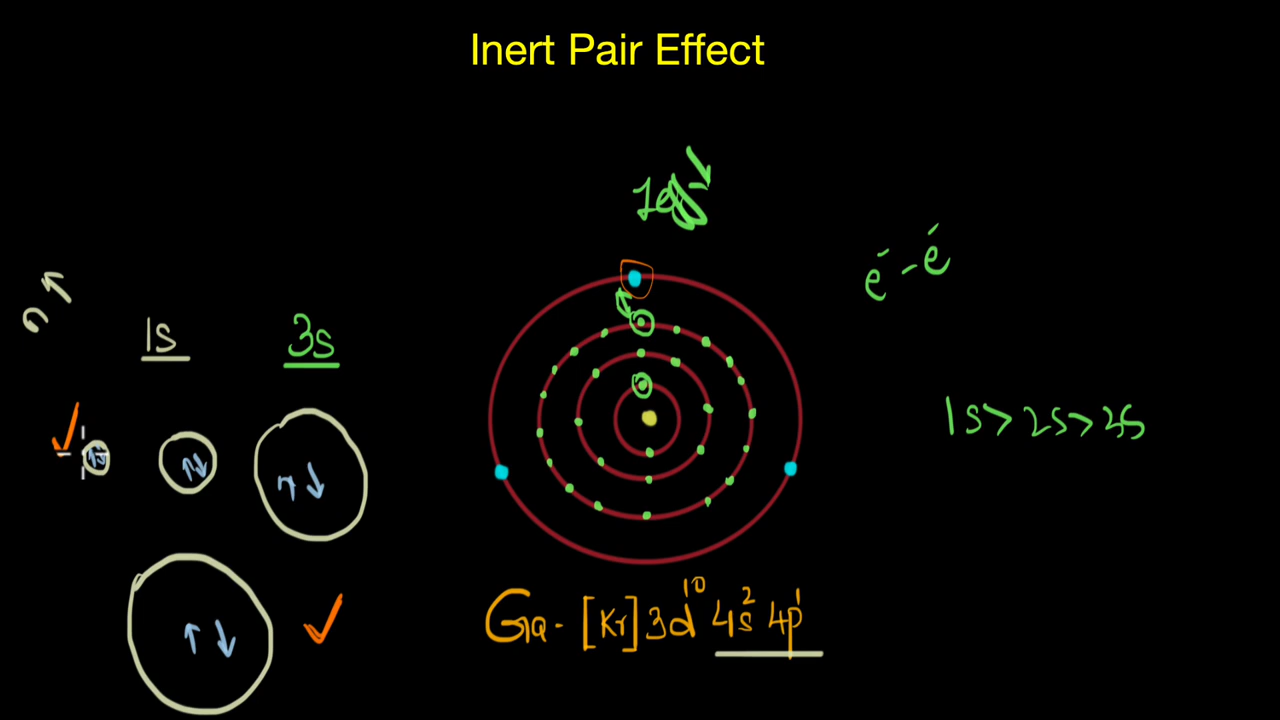 Inert Pair Effect
e⁻ - e⁻
n ↑
1s 3s
1s > 2s > 3s
↑↓ ↑↓
↑↓
Ga - [Kr] 3d¹⁰ 4s² 4p¹